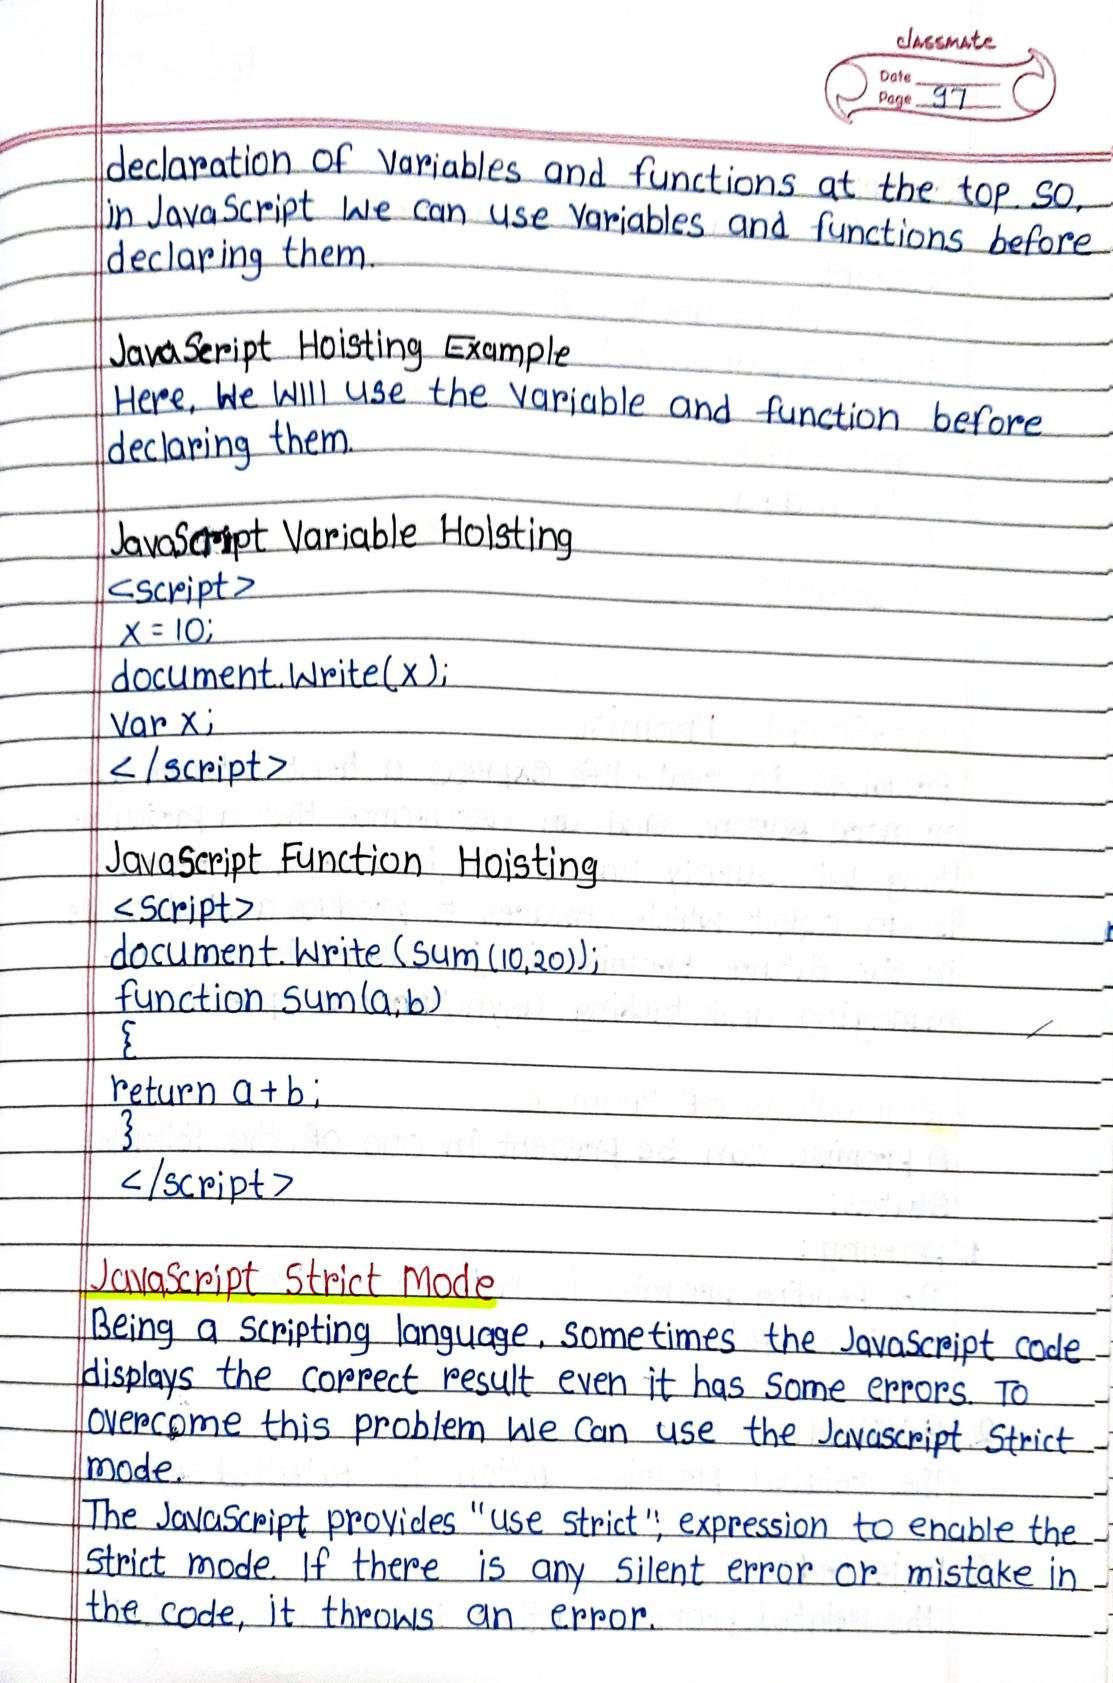 classmate
Date
Page 97
declaration of variables and functions at the top. so,
in JavaScript we can use variables and functions before
declaring them.
JavaScript Hoisting Example
Here, we will use the variable and function before
declaring them.
JavaScript Variable Hoisting
<script>
x = 10;
document.write(x);
var x;
</script>
JavaScript Function Hoisting
<script>
document.write (sum (10,20));
function sum(a,b)
{
return a+b;
}
</script>
JavaScript Strict Mode
Being a scripting language, sometimes the JavaScript code
displays the correct result even it has some errors. To
overcome this problem we can use the Javascript Strict
mode.
The JavaScript provides "use strict"; expression to enable the
strict mode. If there is any silent error or mistake in
the code, it throws an error.